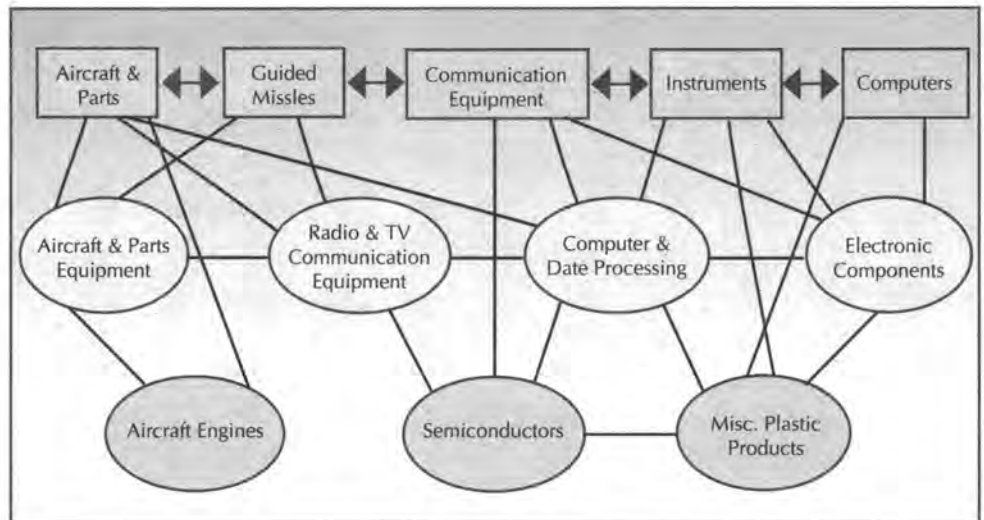 Aircraft &
Parts
Guided
Missles
Communication
Equipment
Instruments
Computers
Aircraft & Parts
Equipment
Radio & TV
Communication
Equipment
Computer &
Date Processing
Electronic
Components
Aircraft Engines
Semiconductors
Misc. Plastic
Products